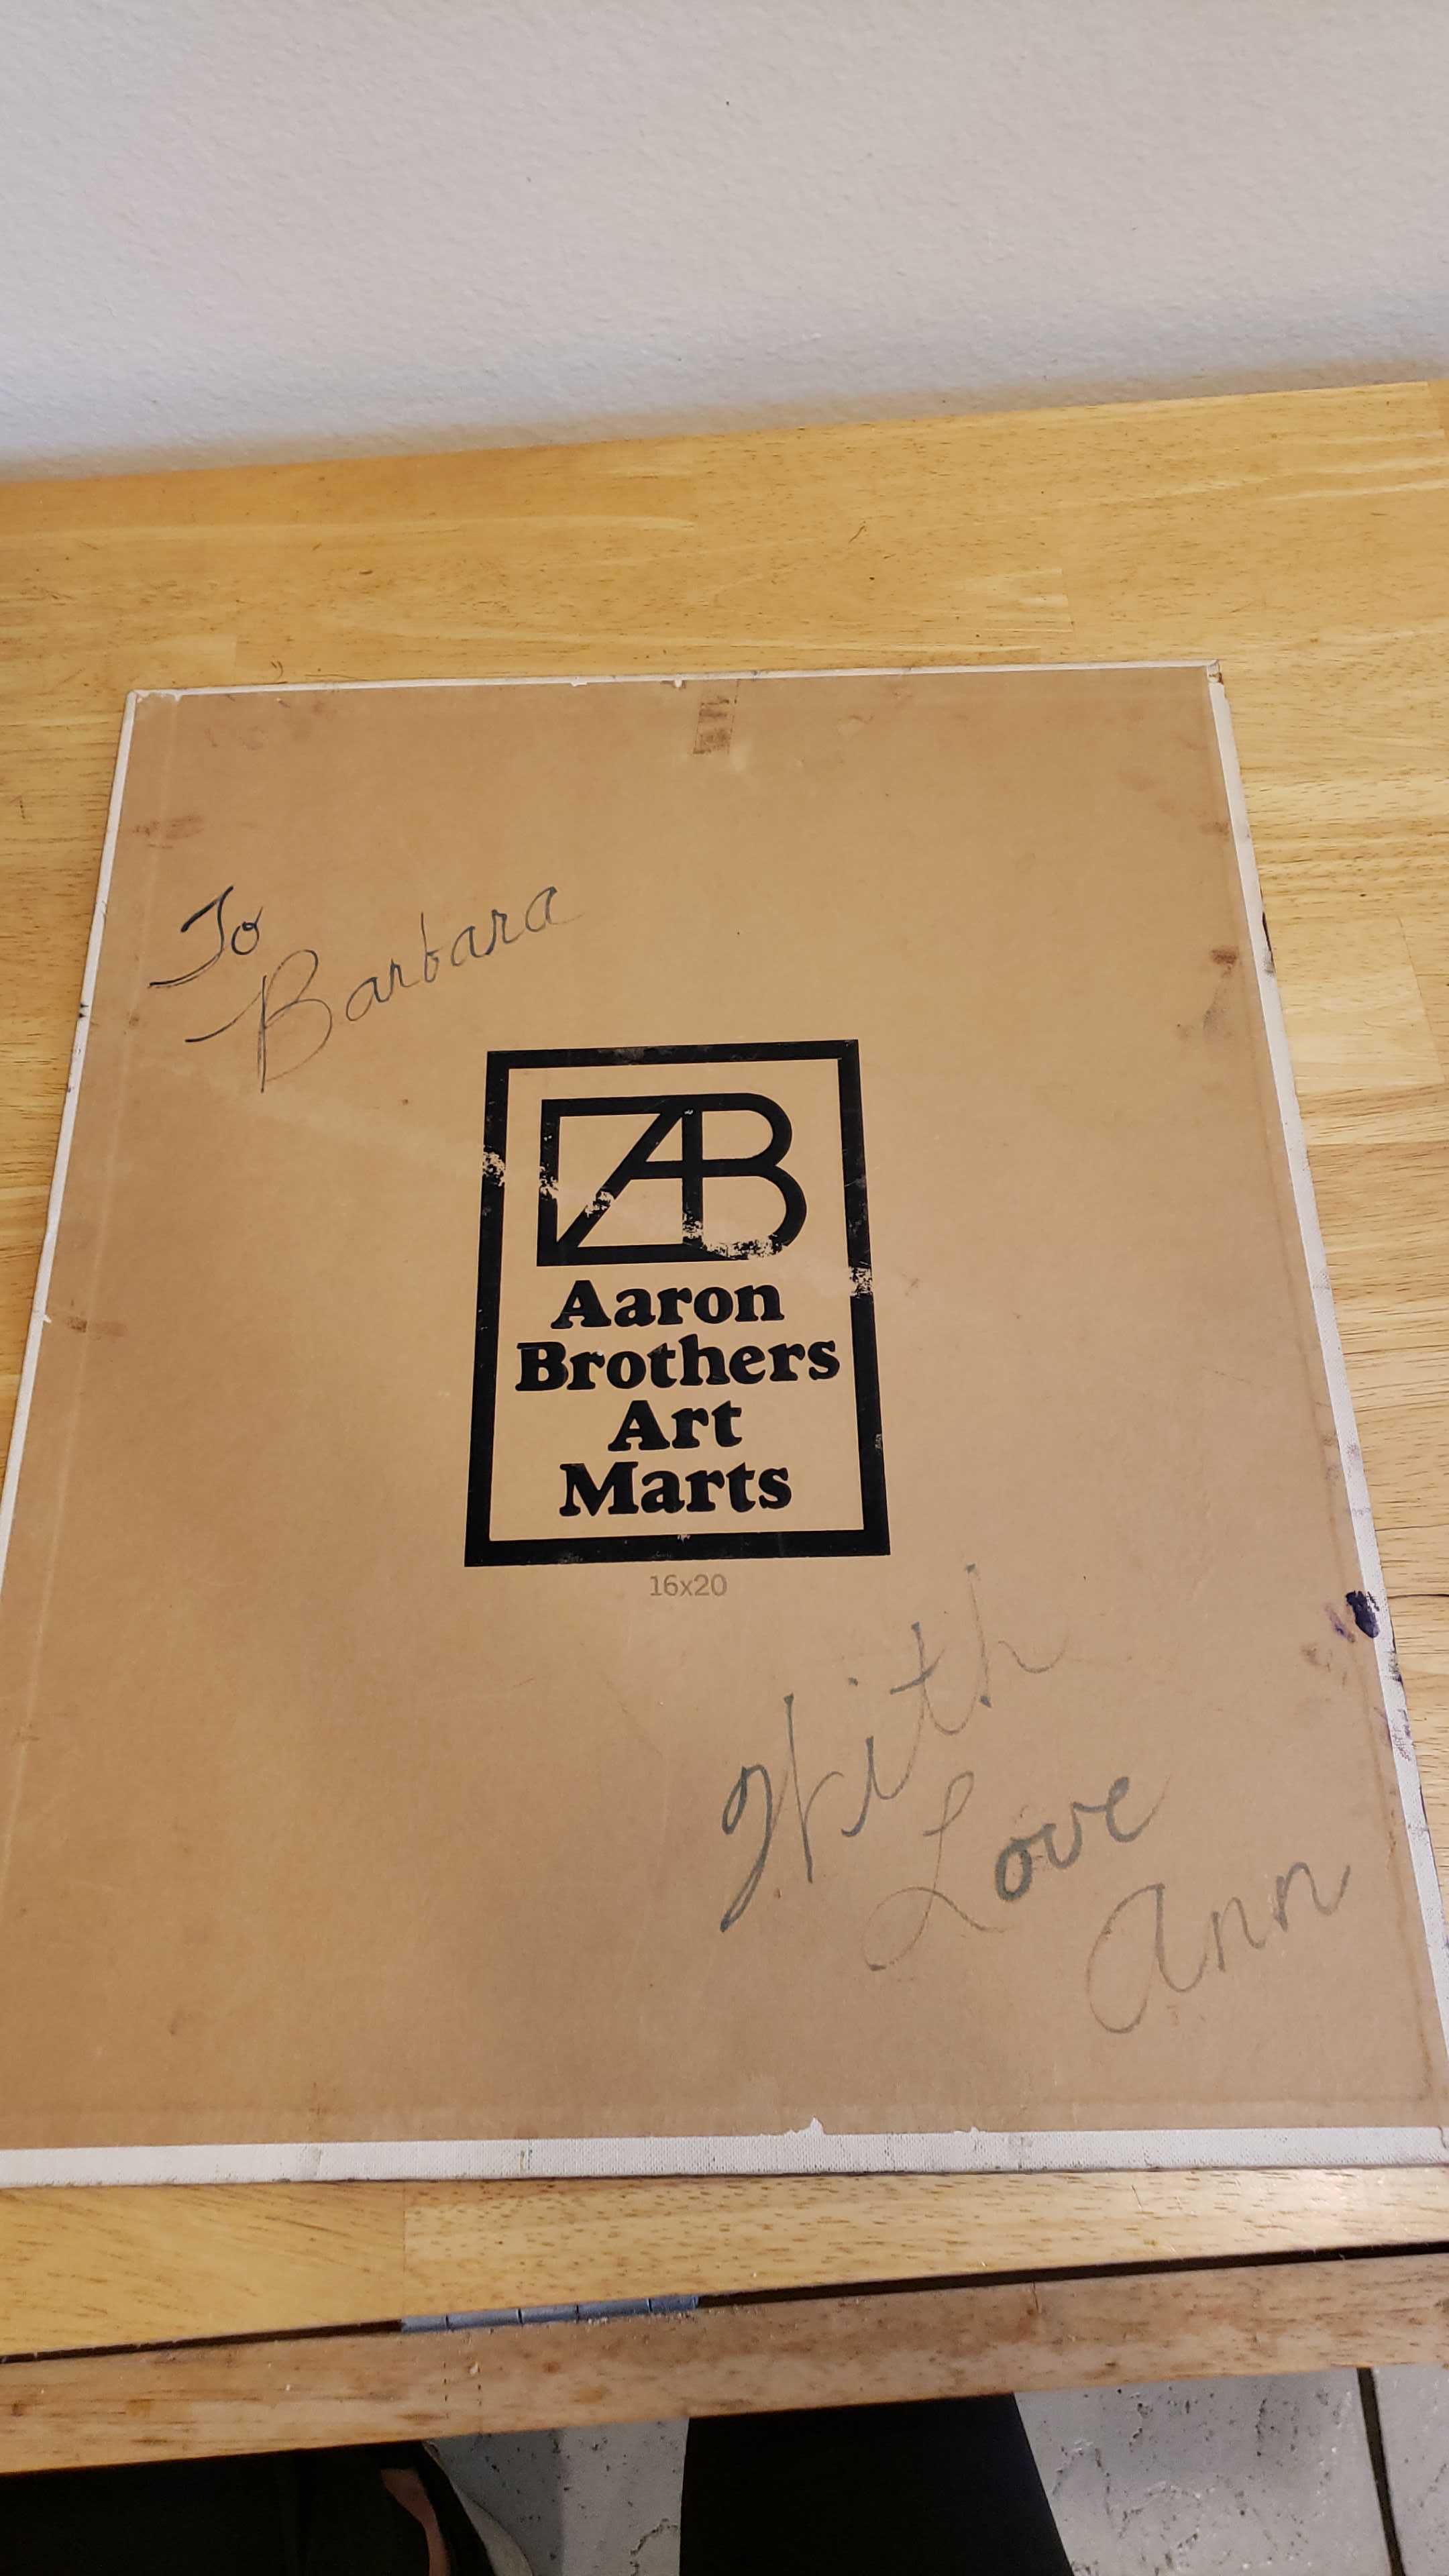 To
Barbara
AB
Aaron
Brothers
Art
Marts
16x20
With
Love
Ann